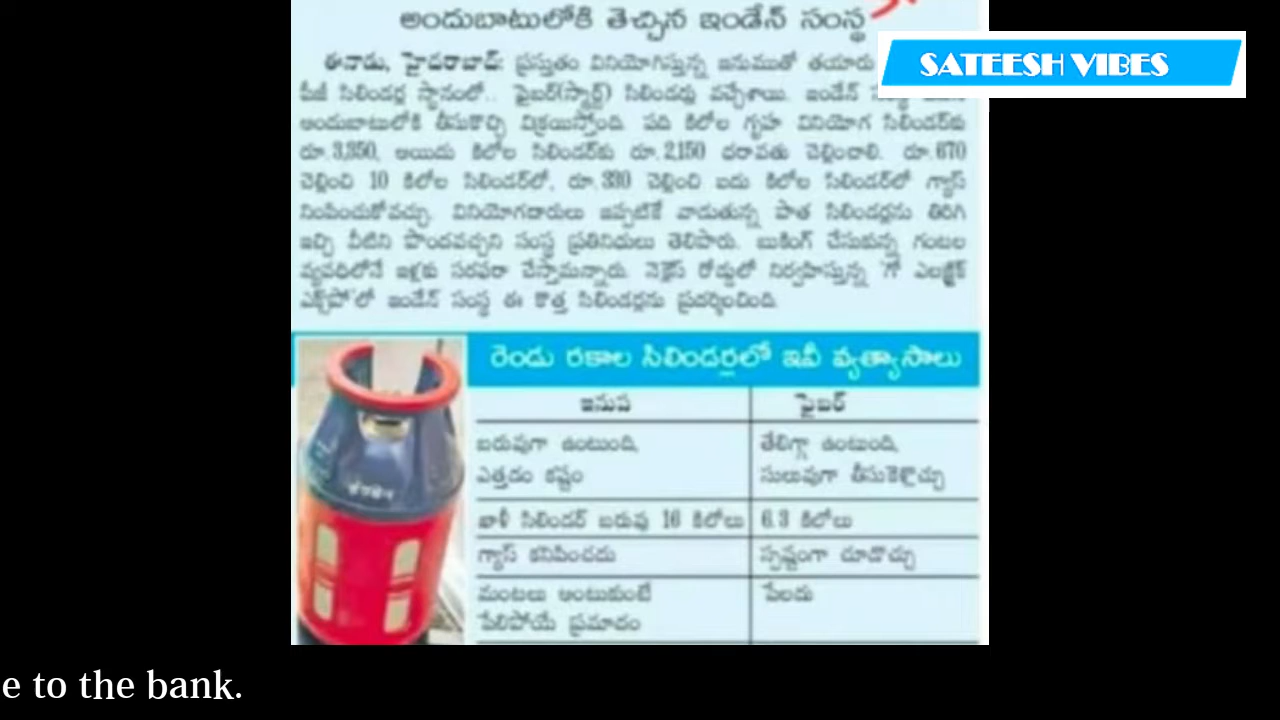 అందుబాటులోకి తెచ్చిన ఇండేన్ సంస్థ
SATEESH VIBES
ఈనాడు, హైదరాబాద్: ప్రస్తుతం వినియోగిస్తున్న ఇనుముతో తయారు
పీజీ సిలిండర్ల స్థానంలో.. ఫైబర్(స్మార్ట్) సిలిండర్లు వచ్చేశాయి. ఇండేన్
అందుబాటులోకి తీసుకొచ్చి విక్రయిస్తోంది. పది కిలోల గృహ వినియోగ సిలిండర్‌కు
రూ.3,350, అయిదు కిలోల సిలిండర్‌కు రూ.2,150 ధరావతు చెల్లించాలి. రూ.670
చెల్లించి 10 కిలోల సిలిండర్‌లో, రూ.330 చెల్లించి ఐదు కిలోల సిలిండర్‌లో గ్యాస్
నింపించుకోవచ్చు. వినియోగదారులు ఇప్పటికే వాడుతున్న పాత సిలిండర్లను తిరిగి
ఇచ్చి వీటిని పొందవచ్చని సంస్థ ప్రతినిధులు తెలిపారు. బుకింగ్ చేసుకున్న గంటల
వ్యవధిలోనే ఇళ్లకు సరఫరా చేస్తామన్నారు. నెక్లెస్ రోడ్డులో నిర్వహిస్తున్న 'గో ఎలక్ట్రిక్
ఎక్స్‌పో'లో ఇండేన్ సంస్థ ఈ కొత్త సిలిండర్లను ప్రదర్శించింది.
రెండు రకాల సిలిండర్లలో ఇవీ వ్యత్యాసాలు
ఇనుప ఫైబర్
బరువుగా ఉంటుంది, తేలిగ్గా ఉంటుంది,
ఎత్తడం కష్టం సులువుగా తీసుకెళ్లొచ్చు
ఖాళీ సిలిండర్ బరువు 16 కిలోలు 6.3 కిలోలు
గ్యాస్ కనిపించదు స్పష్టంగా చూడొచ్చు
మంటలు అంటుకుంటే పేలదు
పేలిపోయే ప్రమాదం
e to the bank.